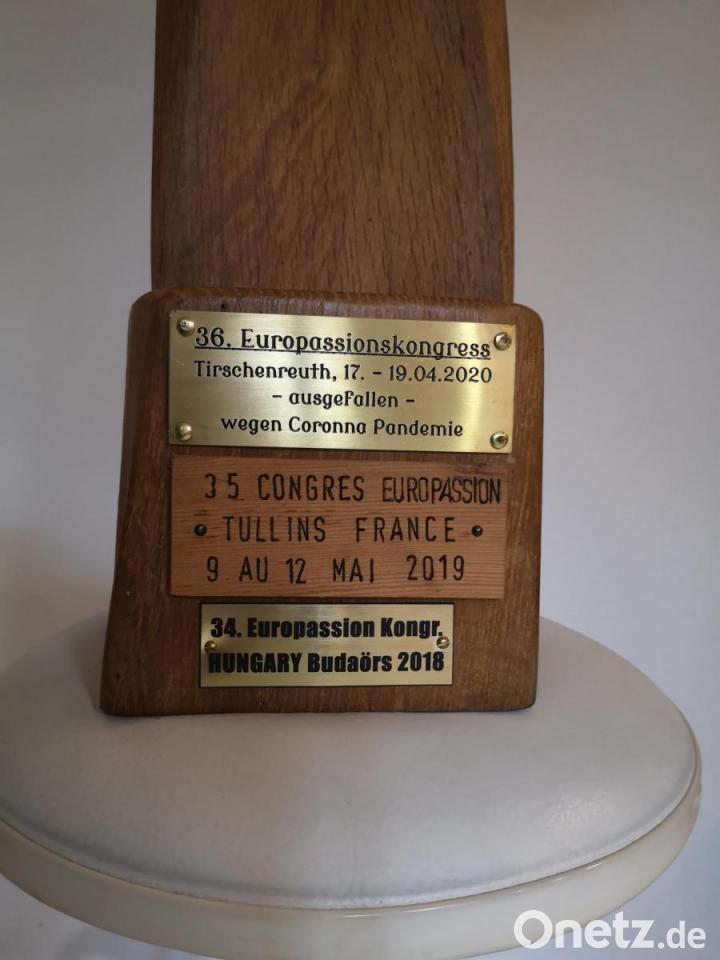 36. Europassionskongress
Tirschenreuth, 17. - 19.04.2020
- ausgefallen -
wegen Coronna Pandemie
35 CONGRES EUROPASSION
• TULLINS FRANCE •
9 AU 12 MAI 2019
34. Europassion Kongr.
HUNGARY Budaörs 2018
Onetz.de